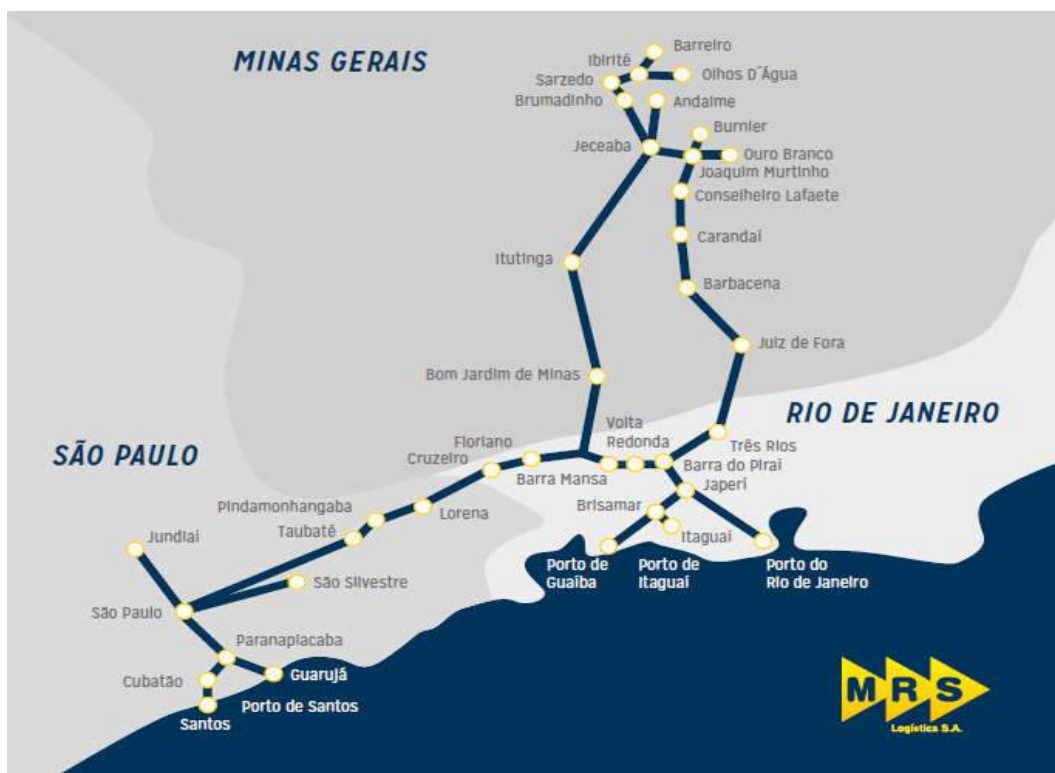 MINAS GERAIS
Barreiro
Ibirité
Olhos D´Água
Sarzedo
Brumadinho
Andaime
Burnier
Jeceaba
Ouro Branco
Joaquim Murtinho
Conselheiro Lafaete
Carandaí
Itutinga
Barbacena
Juiz de Fora
Bom Jardim de Minas
RIO DE JANEIRO
Volta
Redonda
SÃO PAULO
Floriano
Cruzeiro
Três Rios
Barra Mansa
Barra do Piraí
Japeri
Pindamonhangaba
Lorena
Brisamar
Taubatê
Itaguaí
Jundiaí
Porto de
Guaíba
Porto de
Itaguaí
Porto do
Rio de Janeiro
São Silvestre
São Paulo
Paranapiacaba
Cubatão
Guarujá
Porto de Santos
Santos
MRS
Logística S.A.